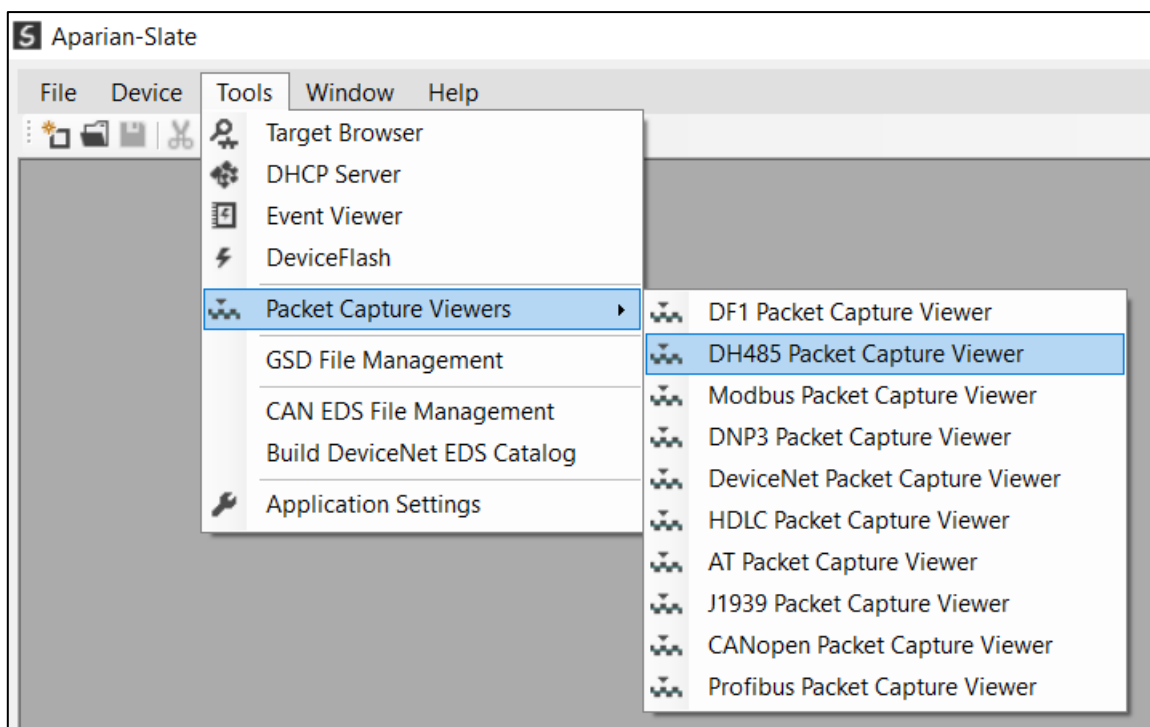 Aparian-Slate
File Device Tools Window Help
Target Browser
DHCP Server
Event Viewer
DeviceFlash
Packet Capture Viewers
GSD File Management
CAN EDS File Management
Build DeviceNet EDS Catalog
Application Settings
DF1 Packet Capture Viewer
DH485 Packet Capture Viewer
Modbus Packet Capture Viewer
DNP3 Packet Capture Viewer
DeviceNet Packet Capture Viewer
HDLC Packet Capture Viewer
AT Packet Capture Viewer
J1939 Packet Capture Viewer
CANopen Packet Capture Viewer
Profibus Packet Capture Viewer